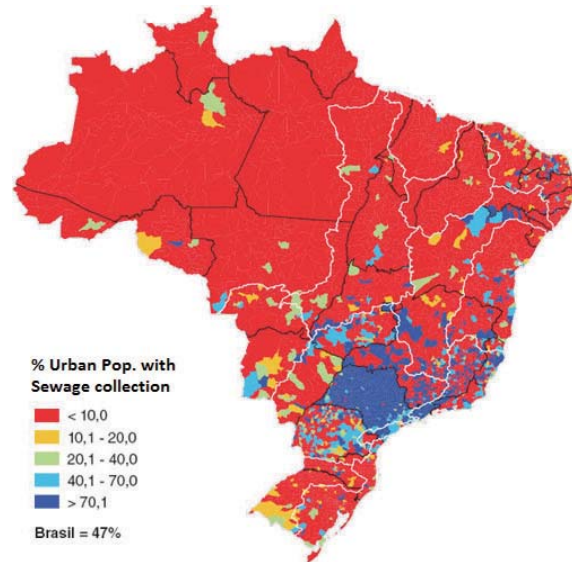 % Urban Pop. with
Sewage collection
< 10,0
10,1 - 20,0
20,1 - 40,0
40,1 - 70,0
> 70,1
Brasil = 47%